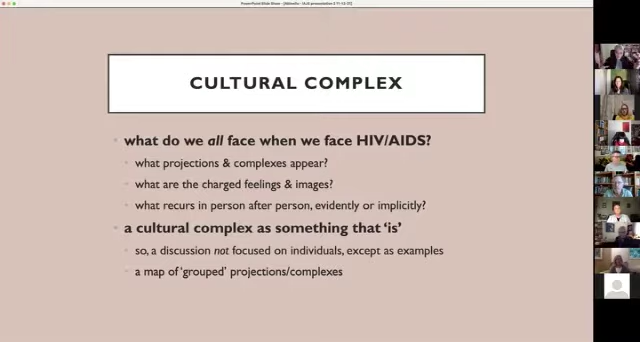 CULTURAL COMPLEX
what do we all face when we face HIV/AIDS?
what projections & complexes appear?
what are the charged feelings & images?
what recurs in person after person, evidently or implicitly?
a cultural complex as something that 'is'
so, a discussion not focused on individuals, except as examples
a map of 'grouped' projections/complexes